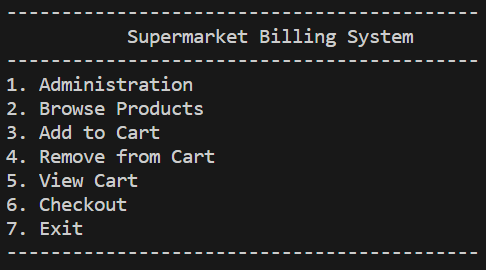 -------------------------------------------
Supermarket Billing System
-------------------------------------------
1. Administration
2. Browse Products
3. Add to Cart
4. Remove from Cart
5. View Cart
6. Checkout
7. Exit
-------------------------------------------